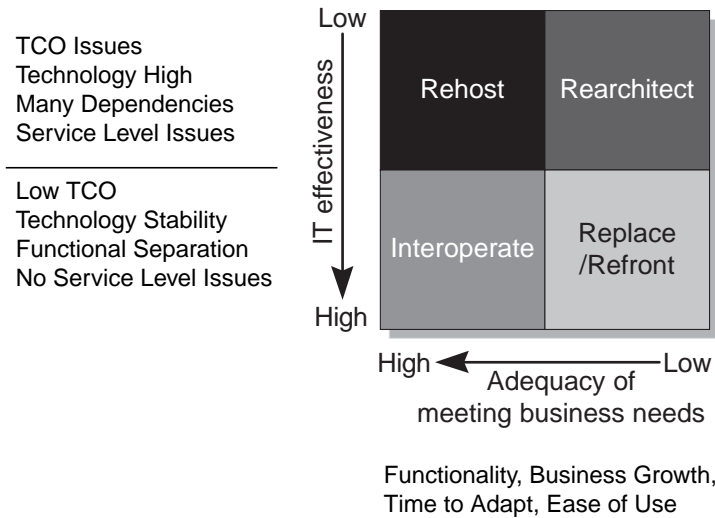 TCO Issues
Technology High
Many Dependencies
Service Level Issues
Low TCO
Technology Stability
Functional Separation
No Service Level Issues
Low
IT effectiveness
High
Rehost
Rearchitect
Interoperate
Replace
/Refront
High
Low
Adequacy of
meeting business needs
Functionality, Business Growth,
Time to Adapt, Ease of Use